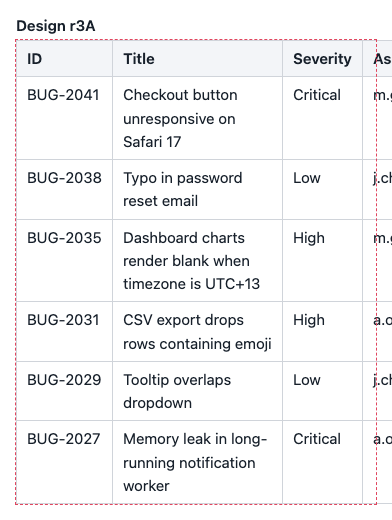 Design r3A
ID Title Severity
BUG-2041 Checkout button Critical
unresponsive on
Safari 17
BUG-2038 Typo in password Low
reset email
BUG-2035 Dashboard charts High
render blank when
timezone is UTC+13
BUG-2031 CSV export drops High
rows containing emoji
BUG-2029 Tooltip overlaps Low
dropdown
BUG-2027 Memory leak in long- Critical
running notification
worker